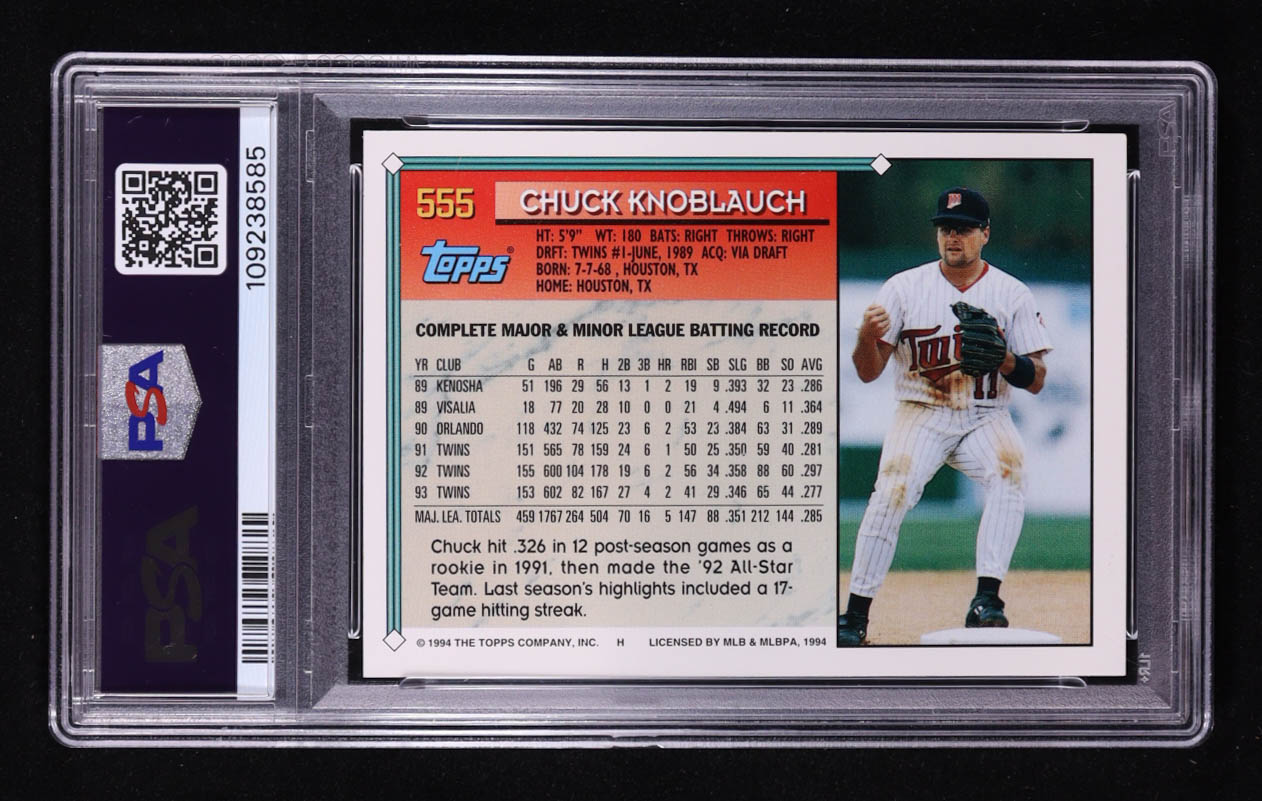 109238585
PSA
PSA
PSA
555 CHUCK KNOBLAUCH
topps®
HT: 5'9" WT: 180 BATS: RIGHT THROWS: RIGHT
DRFT: TWINS #1-JUNE, 1989 ACQ: VIA DRAFT
BORN: 7-7-68 , HOUSTON, TX
HOME: HOUSTON, TX
COMPLETE MAJOR & MINOR LEAGUE BATTING RECORD
YR CLUB G AB R H 2B 3B HR RBI SB SLG BB SO AVG
89 KENOSHA 51 196 29 56 13 1 2 19 9 .393 32 23 .286
89 VISALIA 18 77 20 28 10 0 0 21 4 .494 6 11 .364
90 ORLANDO 118 432 74 125 23 6 2 53 23 .384 63 31 .289
91 TWINS 151 565 78 159 24 6 1 50 25 .350 59 40 .281
92 TWINS 155 600 104 178 19 6 2 56 34 .358 88 60 .297
93 TWINS 153 602 82 167 27 4 2 41 29 .346 65 44 .277
MAJ. LEA. TOTALS 459 1767 264 504 70 16 5 147 88 .351 212 144 .285
Chuck hit .326 in 12 post-season games as a
rookie in 1991, then made the '92 All-Star
Team. Last season's highlights included a 17-
game hitting streak.
© 1994 THE TOPPS COMPANY, INC. H LICENSED BY MLB & MLBPA, 1994
Twins
11